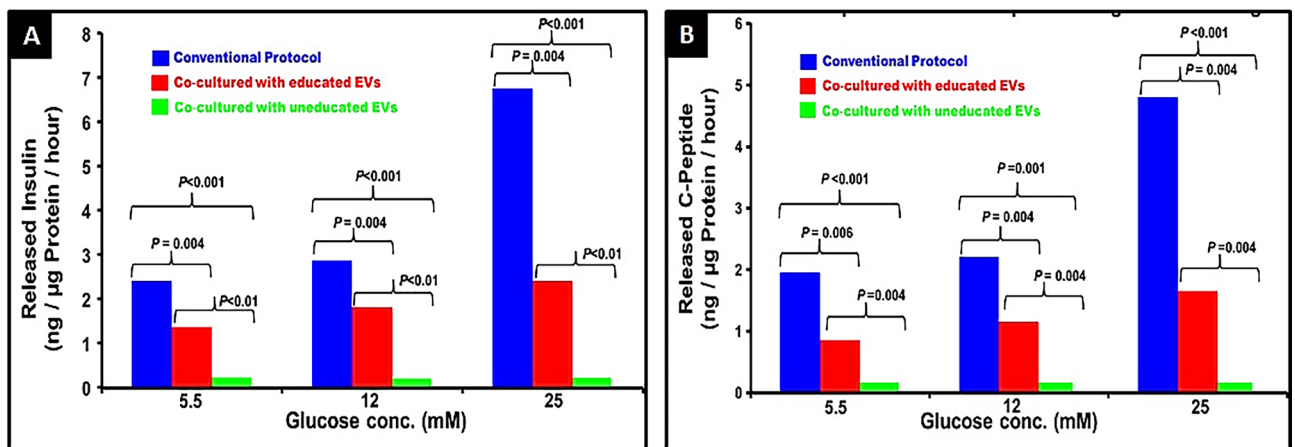 A
Released Insulin
(ng / µg Protein / hour)
8
7
6
5
4
3
2
1
0
Conventional Protocol
Co-cultured with educated EVs
Co-cultured with uneducated EVs
P<0.001
P = 0.004
P<0.01
P<0.001
P = 0.004
P<0.01
P<0.001
P = 0.004
P<0.01
5.5
12
25
Glucose conc. (mM)
B
Released C-Peptide
(ng / µg Protein / hour)
6
5
4
3
2
1
0
Conventional Protocol
Co-cultured with educated EVs
Co-cultured with uneducated EVs
P<0.001
P = 0.006
P=0.004
P=0.001
P = 0.004
P=0.004
P<0.001
P = 0.004
P=0.004
5.5
12
25
Glucose conc. (mM)